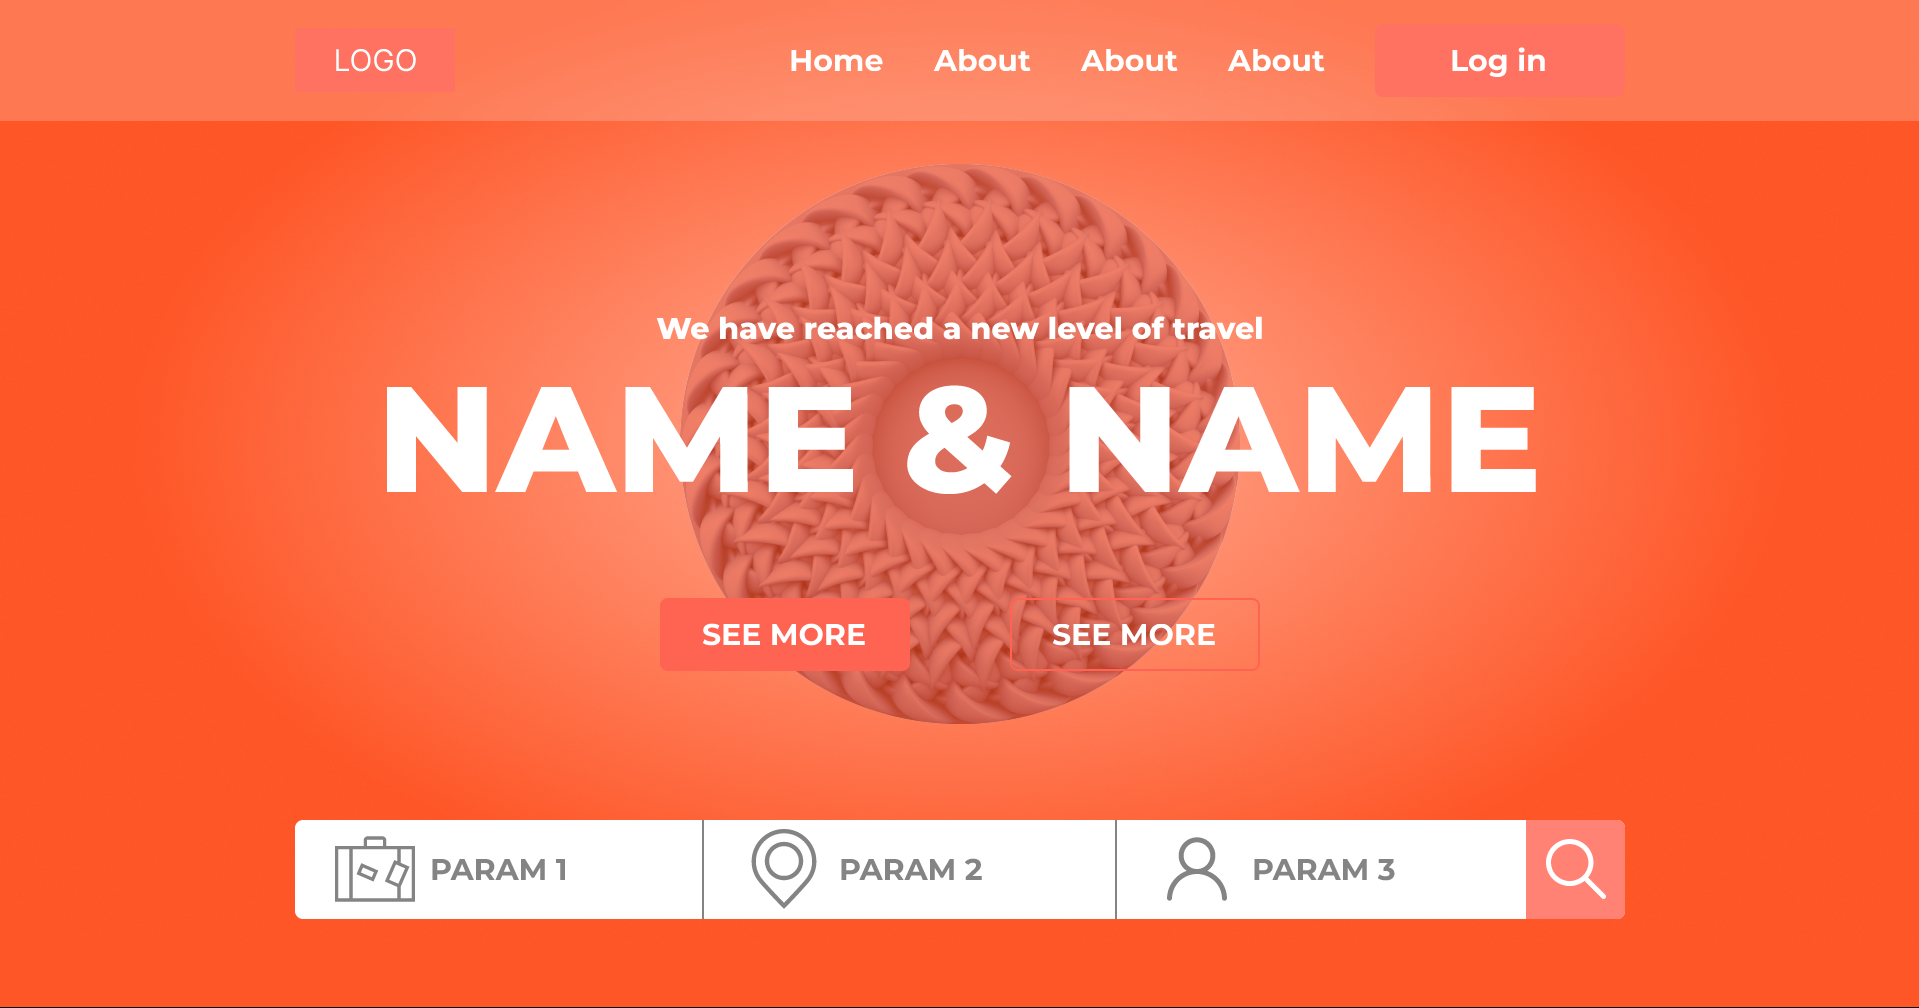 LOGO
Home About About About Log in
We have reached a new level of travel
NAME & NAME
SEE MORE SEE MORE
PARAM 1 PARAM 2 PARAM 3